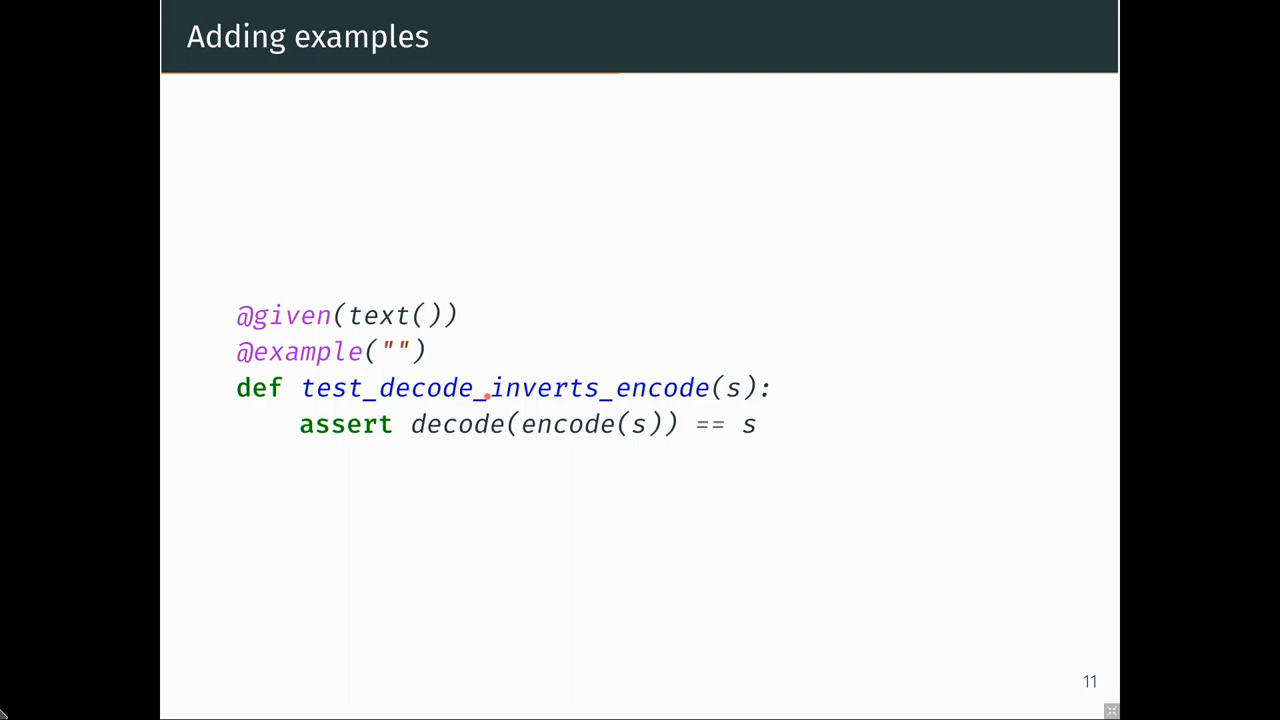 Adding examples
@given(text())
@example("")
def test_decode_inverts_encode(s):
    assert decode(encode(s)) == s
11